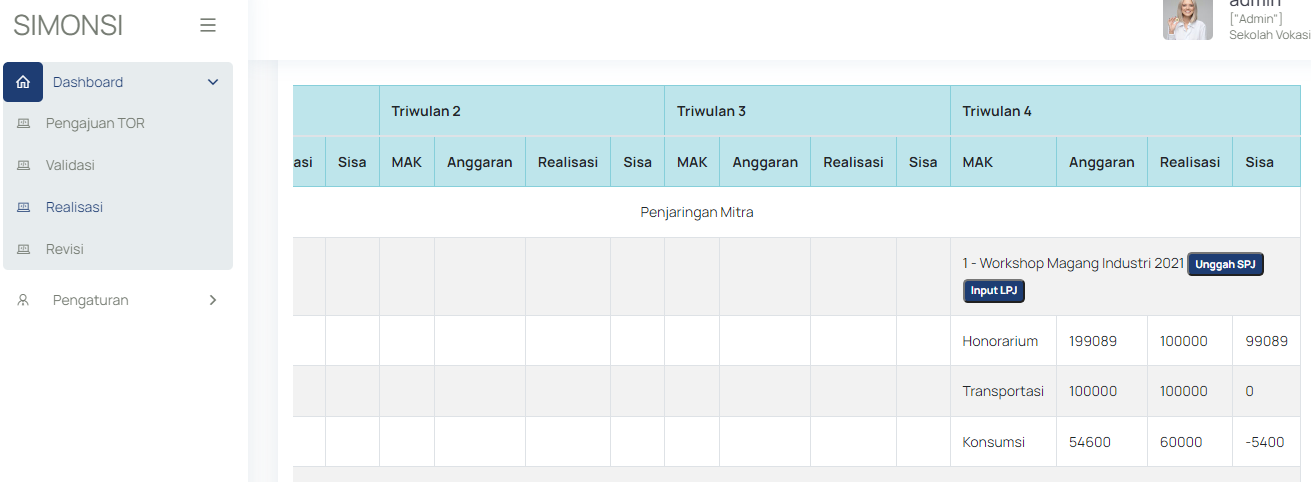 SIMONSI
admin
["Admin"]
Sekolah Vokasi
Dashboard
Pengajuan TOR
Validasi
Realisasi
Revisi
Pengaturan
Triwulan 2 Triwulan 3 Triwulan 4
asi Sisa MAK Anggaran Realisasi Sisa MAK Anggaran Realisasi Sisa MAK Anggaran Realisasi Sisa
Penjaringan Mitra
1 - Workshop Magang Industri 2021 Unggah SPJ
Input LPJ
Honorarium 199089 100000 99089
Transportasi 100000 100000 0
Konsumsi 54600 60000 -5400